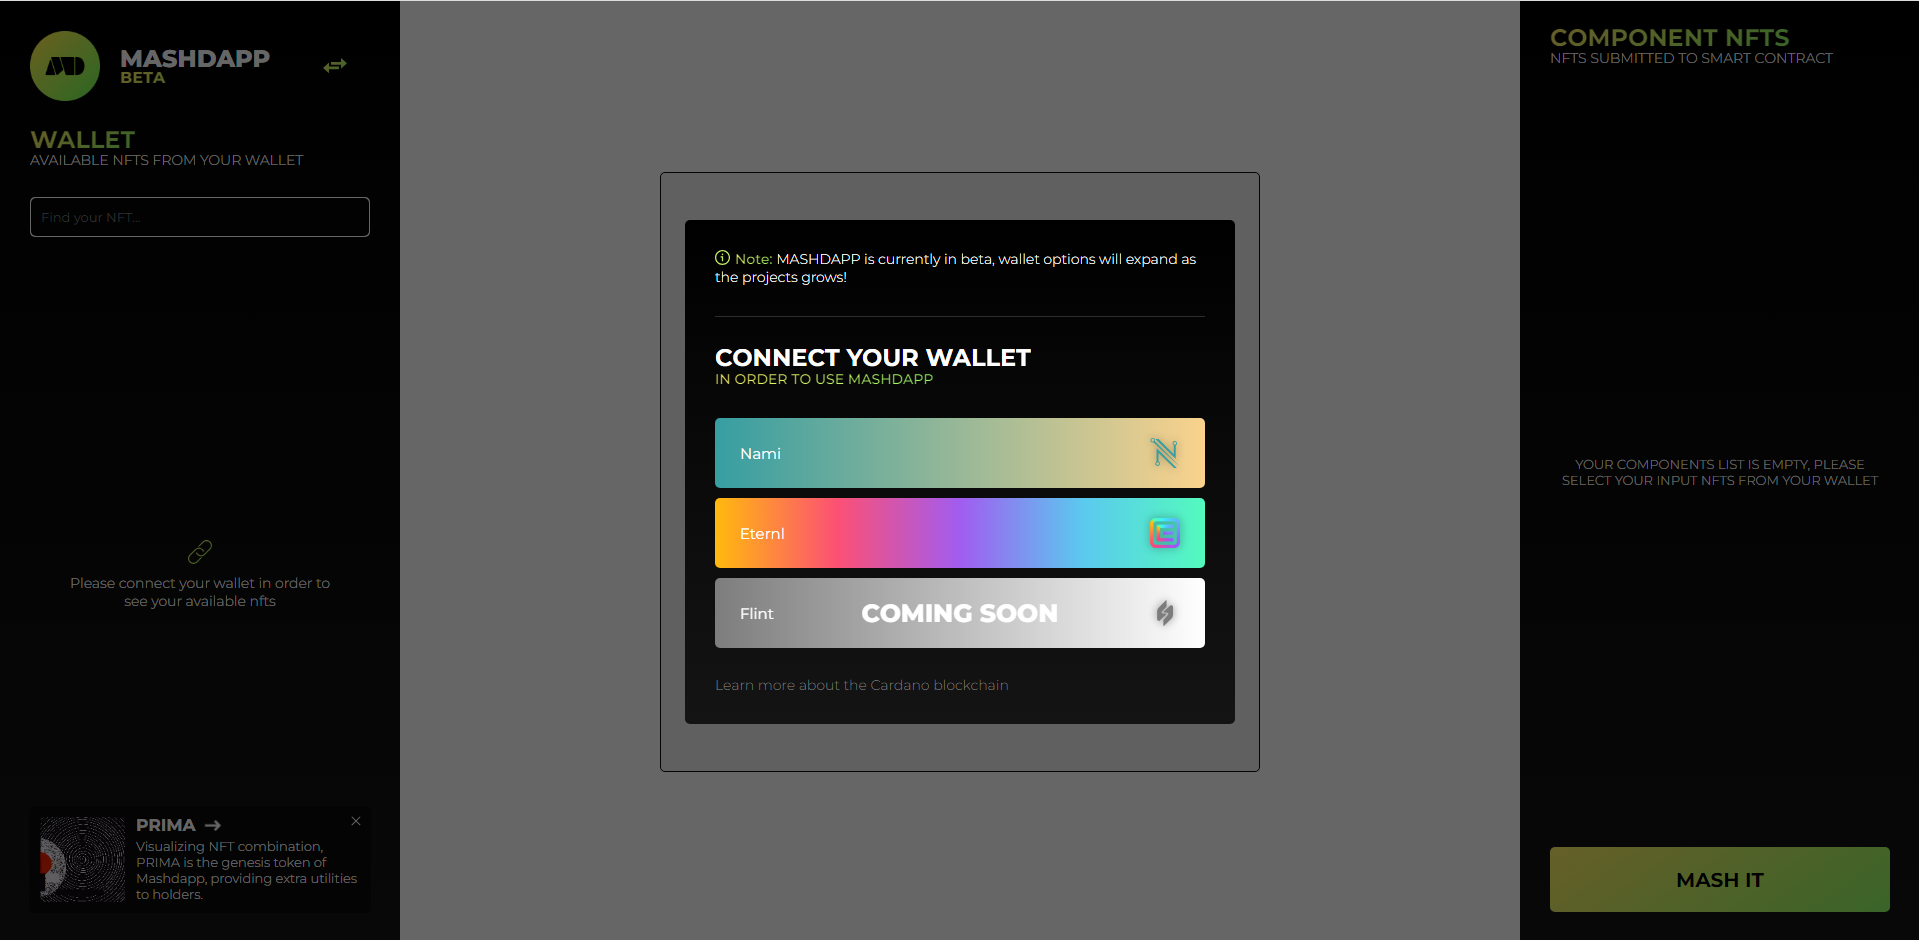 MASHDAPP
BETA
WALLET
AVAILABLE NFTS FROM YOUR WALLET
Find your NFT...
Please connect your wallet in order to
see your available nfts
PRIMA →
Visualizing NFT combination,
PRIMA is the genesis token of
Mashdapp, providing extra utilities
to holders.
Note: MASHDAPP is currently in beta, wallet options will expand as
the projects grows!
CONNECT YOUR WALLET
IN ORDER TO USE MASHDAPP
Nami
Eternl
Flint COMING SOON
Learn more about the Cardano blockchain
COMPONENT NFTS
NFTS SUBMITTED TO SMART CONTRACT
YOUR COMPONENTS LIST IS EMPTY, PLEASE
SELECT YOUR INPUT NFTS FROM YOUR WALLET
MASH IT